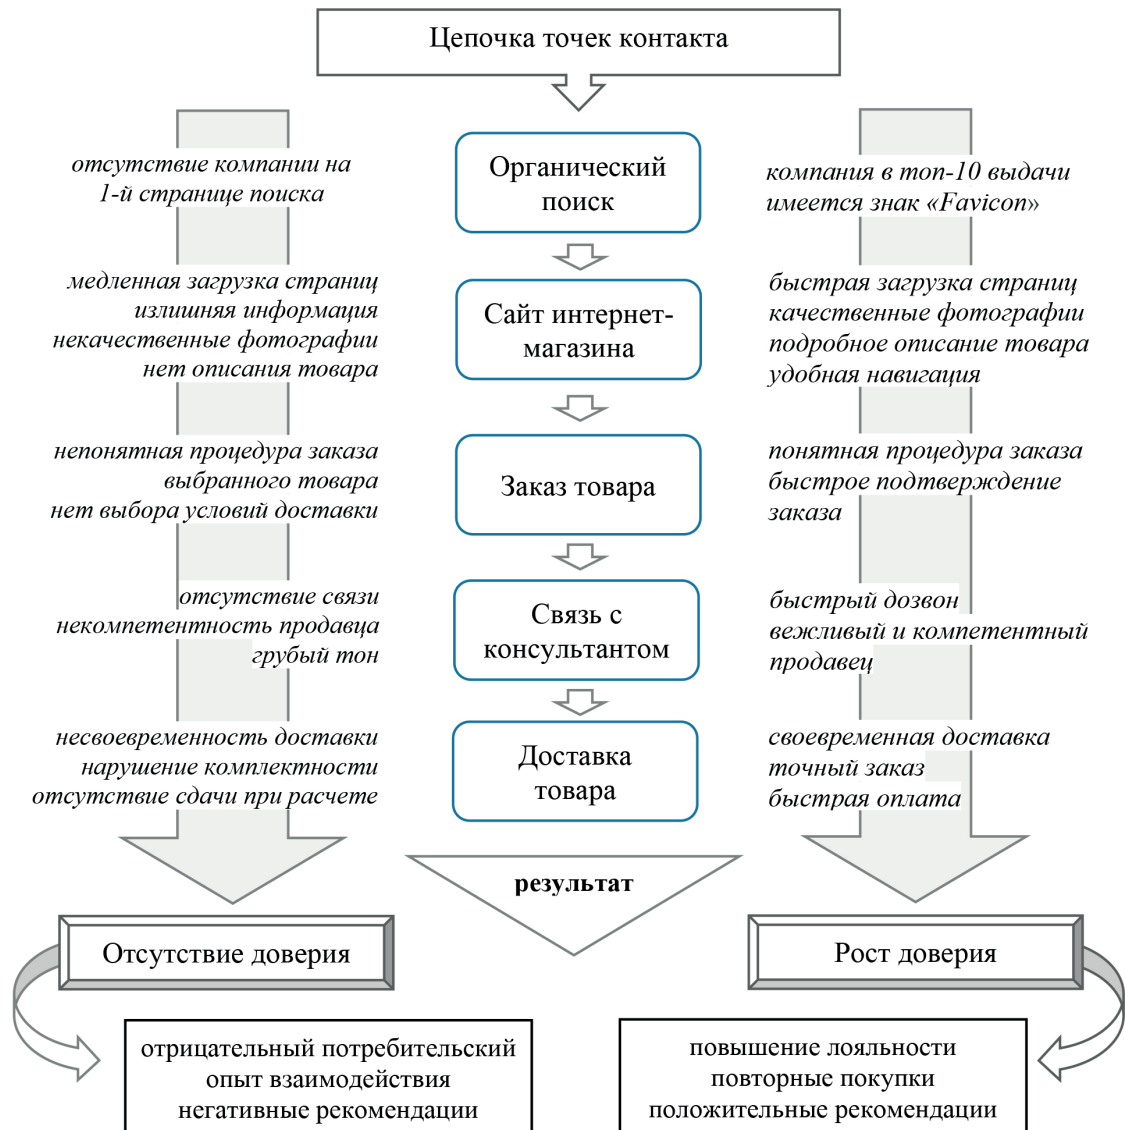 Цепочка точек контакта
отсутствие компании на
1-й странице поиска
Органический
поиск
компания в топ-10 выдачи
имеется знак «Favicon»
медленная загрузка страниц
излишняя информация
некачественные фотографии
нет описания товара
Сайт интернет-
магазина
быстрая загрузка страниц
качественные фотографии
подробное описание товара
удобная навигация
непонятная процедура заказа
выбранного товара
нет выбора условий доставки
Заказ товара
понятная процедура заказа
быстрое подтверждение
заказа
отсутствие связи
некомпетентность продавца
грубый тон
Связь с
консультантом
быстрый дозвон
вежливый и компетентный
продавец
несвоевременность доставки
нарушение комплектности
отсутствие сдачи при расчете
Доставка
товара
своевременная доставка
точный заказ
быстрая оплата
результат
Отсутствие доверия
Рост доверия
отрицательный потребительский
опыт взаимодействия
негативные рекомендации
повышение лояльности
повторные покупки
положительные рекомендации